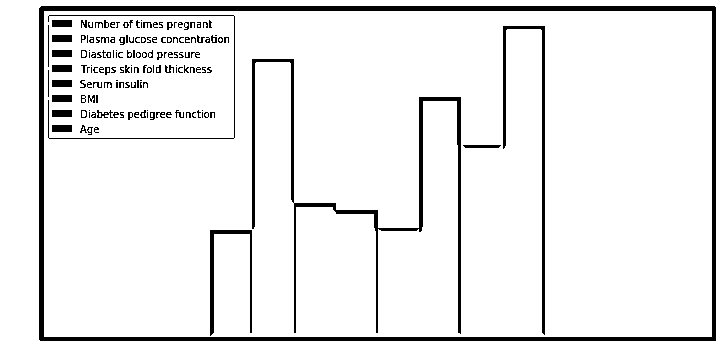 Number of times pregnant
Plasma glucose concentration
Diastolic blood pressure
Triceps skin fold thickness
Serum insulin
BMI
Diabetes pedigree function
Age